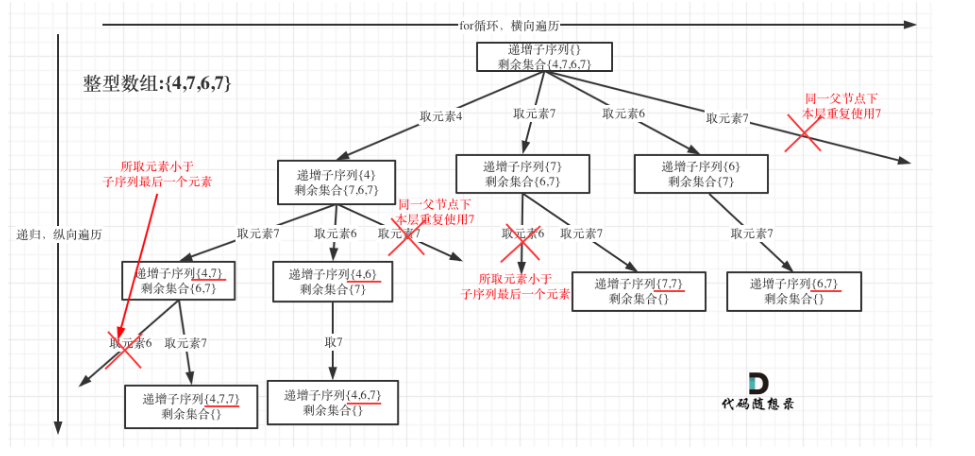 for循环，横向遍历
递增子序列{}
剩余集合{4,7,6,7}
整型数组:{4,7,6,7}
同一父节点下
本层重复使用7
取元素4
取元素7
取元素6
取元素7
所取元素小于
子序列最后一个元素
递增子序列{4}
剩余集合{7,6,7}
递增子序列{7}
剩余集合{6,7}
递增子序列{6}
剩余集合{7}
同一父节点下
本层重复使用7
递归，纵向遍历
取元素7
取元素6
取元素7
取元素6
取元素7
取元素7
递增子序列{4,7}
剩余集合{6,7}
递增子序列{4,6}
剩余集合{7}
所取元素小于
子序列最后一个元素
递增子序列{7,7}
剩余集合{}
递增子序列{6,7}
剩余集合{}
取元素6
取元素7
取7
递增子序列{4,7,7}
剩余集合{}
递增子序列{4,6,7}
剩余集合{}
代码随想录